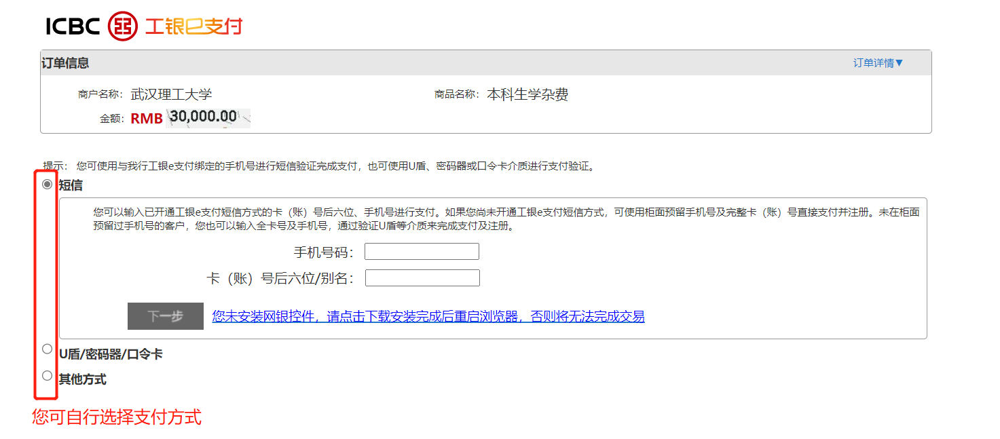 ICBC 工银e支付
订单信息 订单详情▼
商户名称： 武汉理工大学 商品名称： 本科生学杂费
金额： RMB 30,000.00
提示： 您可使用与我行工银e支付绑定的手机号进行短信验证完成支付，也可使用U盾、密码器或口令卡介质进行支付验证。
短信
您可以输入已开通工银e支付短信方式的卡（账）号后六位、手机号进行支付。如果您尚未开通工银e支付短信方式，可使用柜面预留手机号及完整卡（账）号直接支付并注册。未在柜面
预留过手机号的客户，您也可以输入全卡号及手机号，通过验证U盾等介质来完成支付及注册。
手机号码：
卡（账）号后六位/别名：
下一步 您未安装网银控件，请点击下载安装完成后重启浏览器，否则将无法完成交易
U盾/密码器/口令卡
其他方式
您可自行选择支付方式